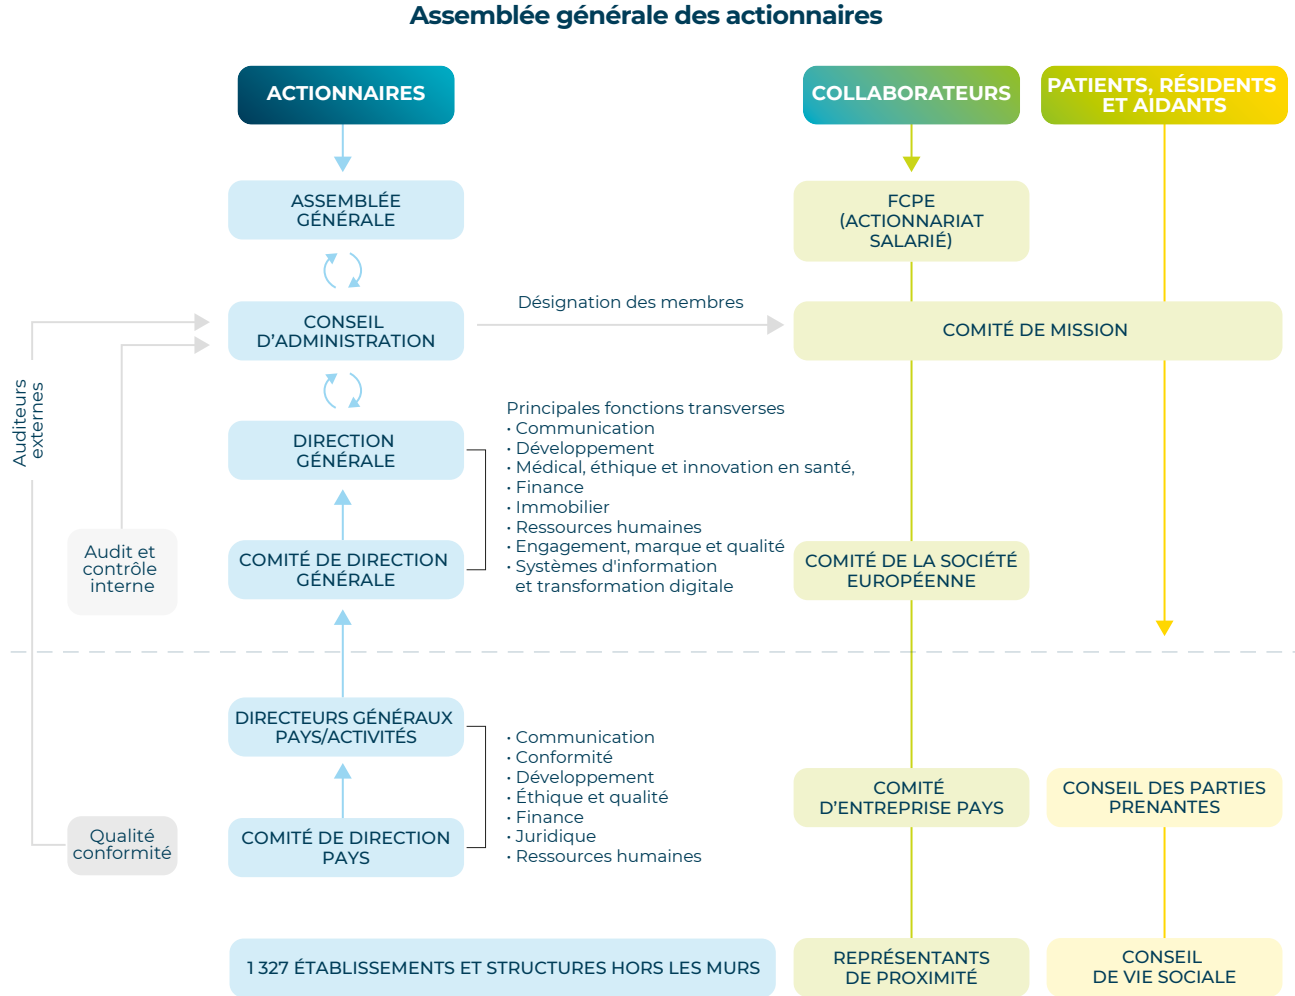 Assemblée générale des actionnaires
ACTIONNAIRES
COLLABORATEURS
PATIENTS, RÉSIDENTS
ET AIDANTS
ASSEMBLÉE
GÉNÉRALE
FCPE
(ACTIONNARIAT
SALARIÉ)
CONSEIL
D’ADMINISTRATION
Désignation des membres
COMITÉ DE MISSION
Auditeurs
externes
DIRECTION
GÉNÉRALE
Principales fonctions transverses
• Communication
• Développement
• Médical, éthique et innovation en santé,
• Finance
• Immobilier
• Ressources humaines
• Engagement, marque et qualité
• Systèmes d'information
et transformation digitale
Audit et
contrôle
interne
COMITÉ DE DIRECTION
GÉNÉRALE
COMITÉ DE LA SOCIÉTÉ
EUROPÉENNE
DIRECTEURS GÉNÉRAUX
PAYS/ACTIVITÉS
• Communication
• Conformité
• Développement
• Éthique et qualité
• Finance
• Juridique
• Ressources humaines
COMITÉ
D’ENTREPRISE PAYS
CONSEIL DES PARTIES
PRENANTES
Qualité
conformité
COMITÉ DE DIRECTION
PAYS
1 327 ÉTABLISSEMENTS ET STRUCTURES HORS LES MURS
REPRÉSENTANTS
DE PROXIMITÉ
CONSEIL
DE VIE SOCIALE